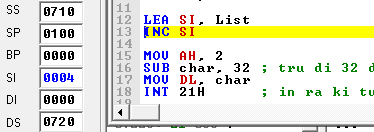 SS 0710
SP 0100
BP 0000
SI 0004
DI 0000
DS 0720
11
12 LEA SI, List
13 INC SI
14
15 MOV AH, 2
16 SUB char, 32 ; tru di 32 d
17 MOV DL, char
18 INT 21H ; in ra ki tu